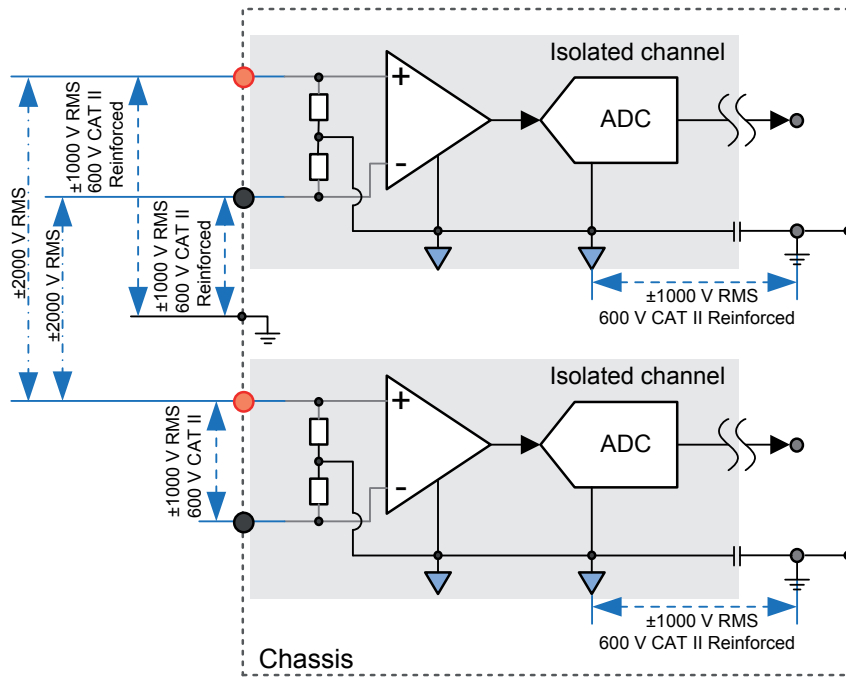 Isolated channel
+
-
ADC
±2000 V RMS
±2000 V RMS
±1000 V RMS
600 V CAT II
Reinforced
±1000 V RMS
600 V CAT II
Reinforced
±1000 V RMS
600 V CAT II Reinforced
Isolated channel
+
-
ADC
±1000 V RMS
600 V CAT II
±1000 V RMS
600 V CAT II Reinforced
Chassis